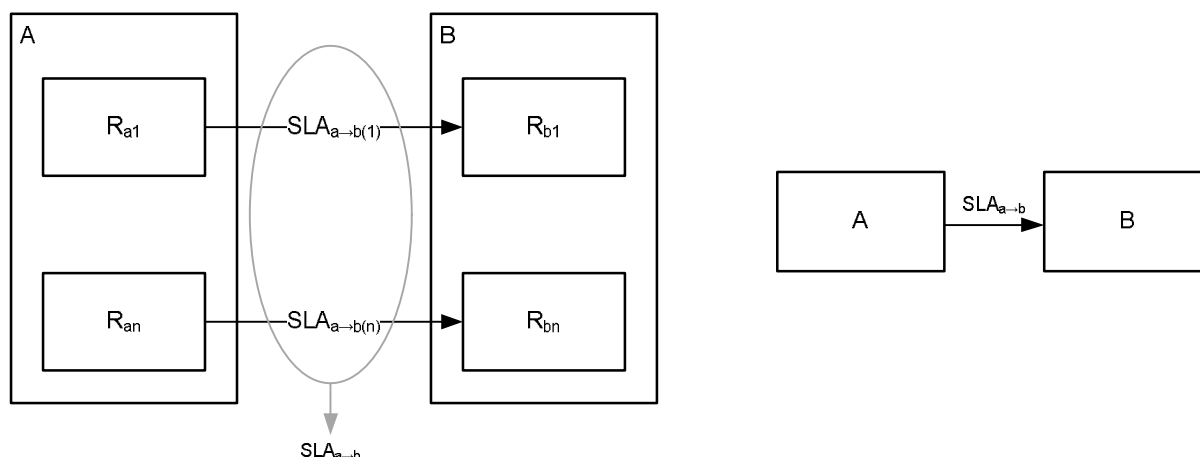 A
B
Ra1
SLAa→b(1)
Rb1
Ran
SLAa→b(n)
Rbn
SLAa→b
A
SLAa→b
B